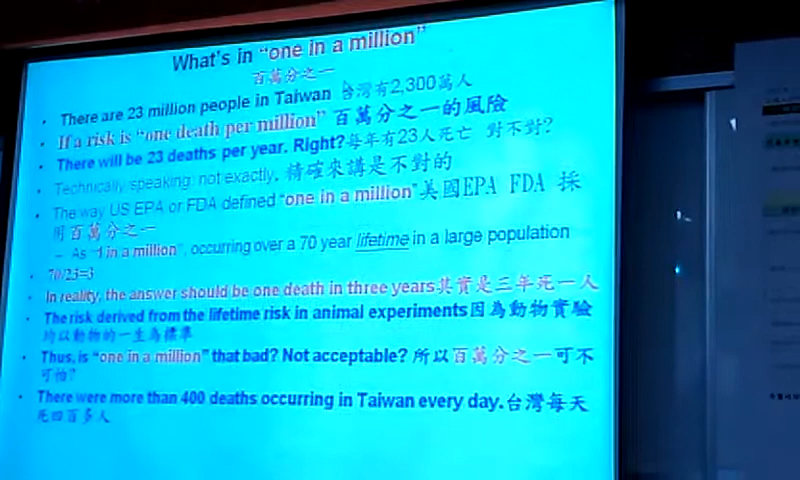 What's in “one in a million”
百萬分之一
There are 23 million people in Taiwan 台灣有2,300萬人
If a risk is “one death per million” 百萬分之一的風險
There will be 23 deaths per year. Right?每年有23人死亡 對不對?
Technically speaking: not exactly. 精確來講是不對的
The way US EPA or FDA defined “one in a million”美國EPA FDA 採
用百萬分之一
– As “1 in a million”, occurring over a 70 year lifetime in a large population
70/23=3
In reality, the answer should be one death in three years其實是三年死一人
The risk derived from the lifetime risk in animal experiments因為動物實驗
均以動物的一生為標準
Thus, is “one in a million” that bad? Not acceptable? 所以百萬分之一可不
可怕?
There were more than 400 deaths occurring in Taiwan every day.台灣每天
死四百多人